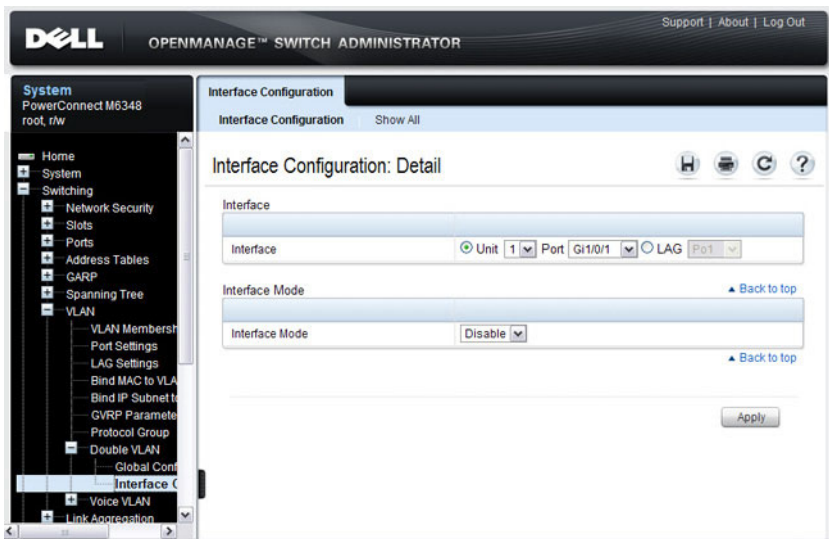 Support | About | Log Out
DELL
OPENMANAGE™ SWITCH ADMINISTRATOR
System
PowerConnect M6348
root, r/w
Home
System
Switching
Network Security
Slots
Ports
Address Tables
GARP
Spanning Tree
VLAN
VLAN Membersh
Port Settings
LAG Settings
Bind MAC to VLA
Bind IP Subnet to
GVRP Paramete
Protocol Group
Double VLAN
Global Conf
Interface C
Voice VLAN
Link Aggregation
Interface Configuration
Interface Configuration Show All
Interface Configuration: Detail
Interface
Interface Unit 1 Port Gi1/0/1 LAG Po1
Interface Mode Back to top
Interface Mode Disable
Back to top
Apply